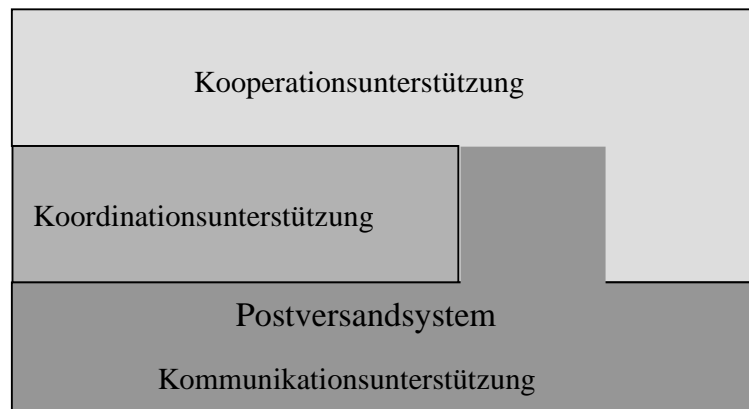 Kooperationsunterstützung
Koordinationsunterstützung
Postversandsystem
Kommunikationsunterstützung